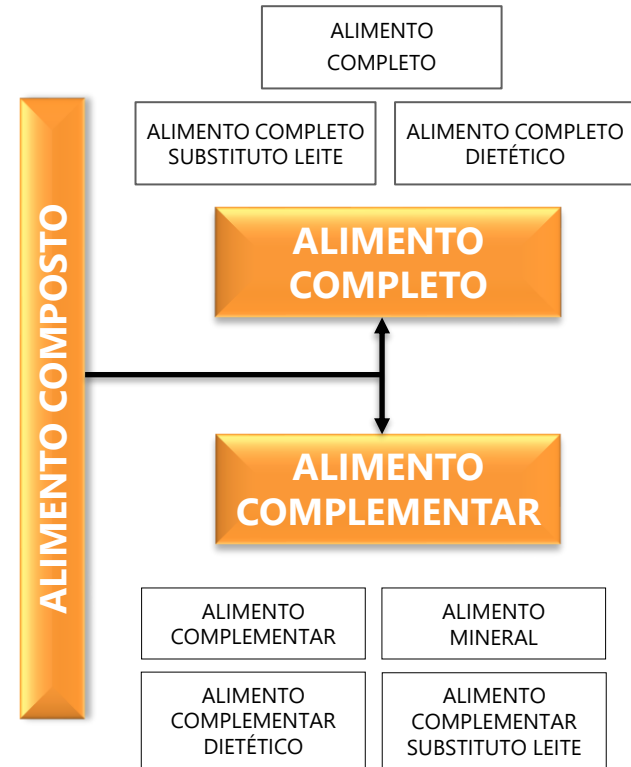 ALIMENTO
COMPLETO
ALIMENTO COMPLETO
SUBSTITUTO LEITE
ALIMENTO COMPLETO
DIETÉTICO
ALIMENTO COMPOSTO
ALIMENTO
COMPLETO
ALIMENTO
COMPLEMENTAR
ALIMENTO
COMPLEMENTAR
ALIMENTO
MINERAL
ALIMENTO
COMPLEMENTAR
DIETÉTICO
ALIMENTO
COMPLEMENTAR
SUBSTITUTO LEITE